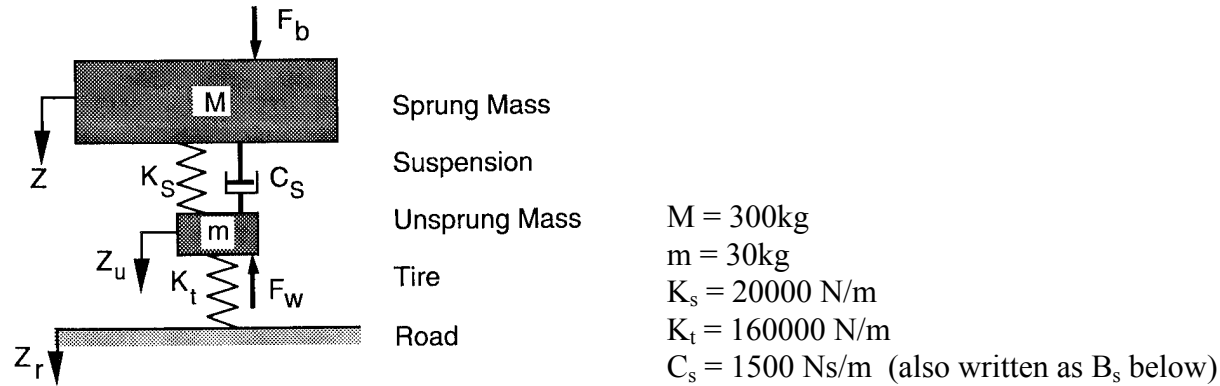 F_b
M
Sprung Mass
Z
K_S
C_S
Suspension
Unsprung Mass
m
Z_u
K_t
F_w
Tire
Z_r
Road
M = 300kg
m = 30kg
K_s = 20000 N/m
K_t = 160000 N/m
C_s = 1500 Ns/m (also written as B_s below)